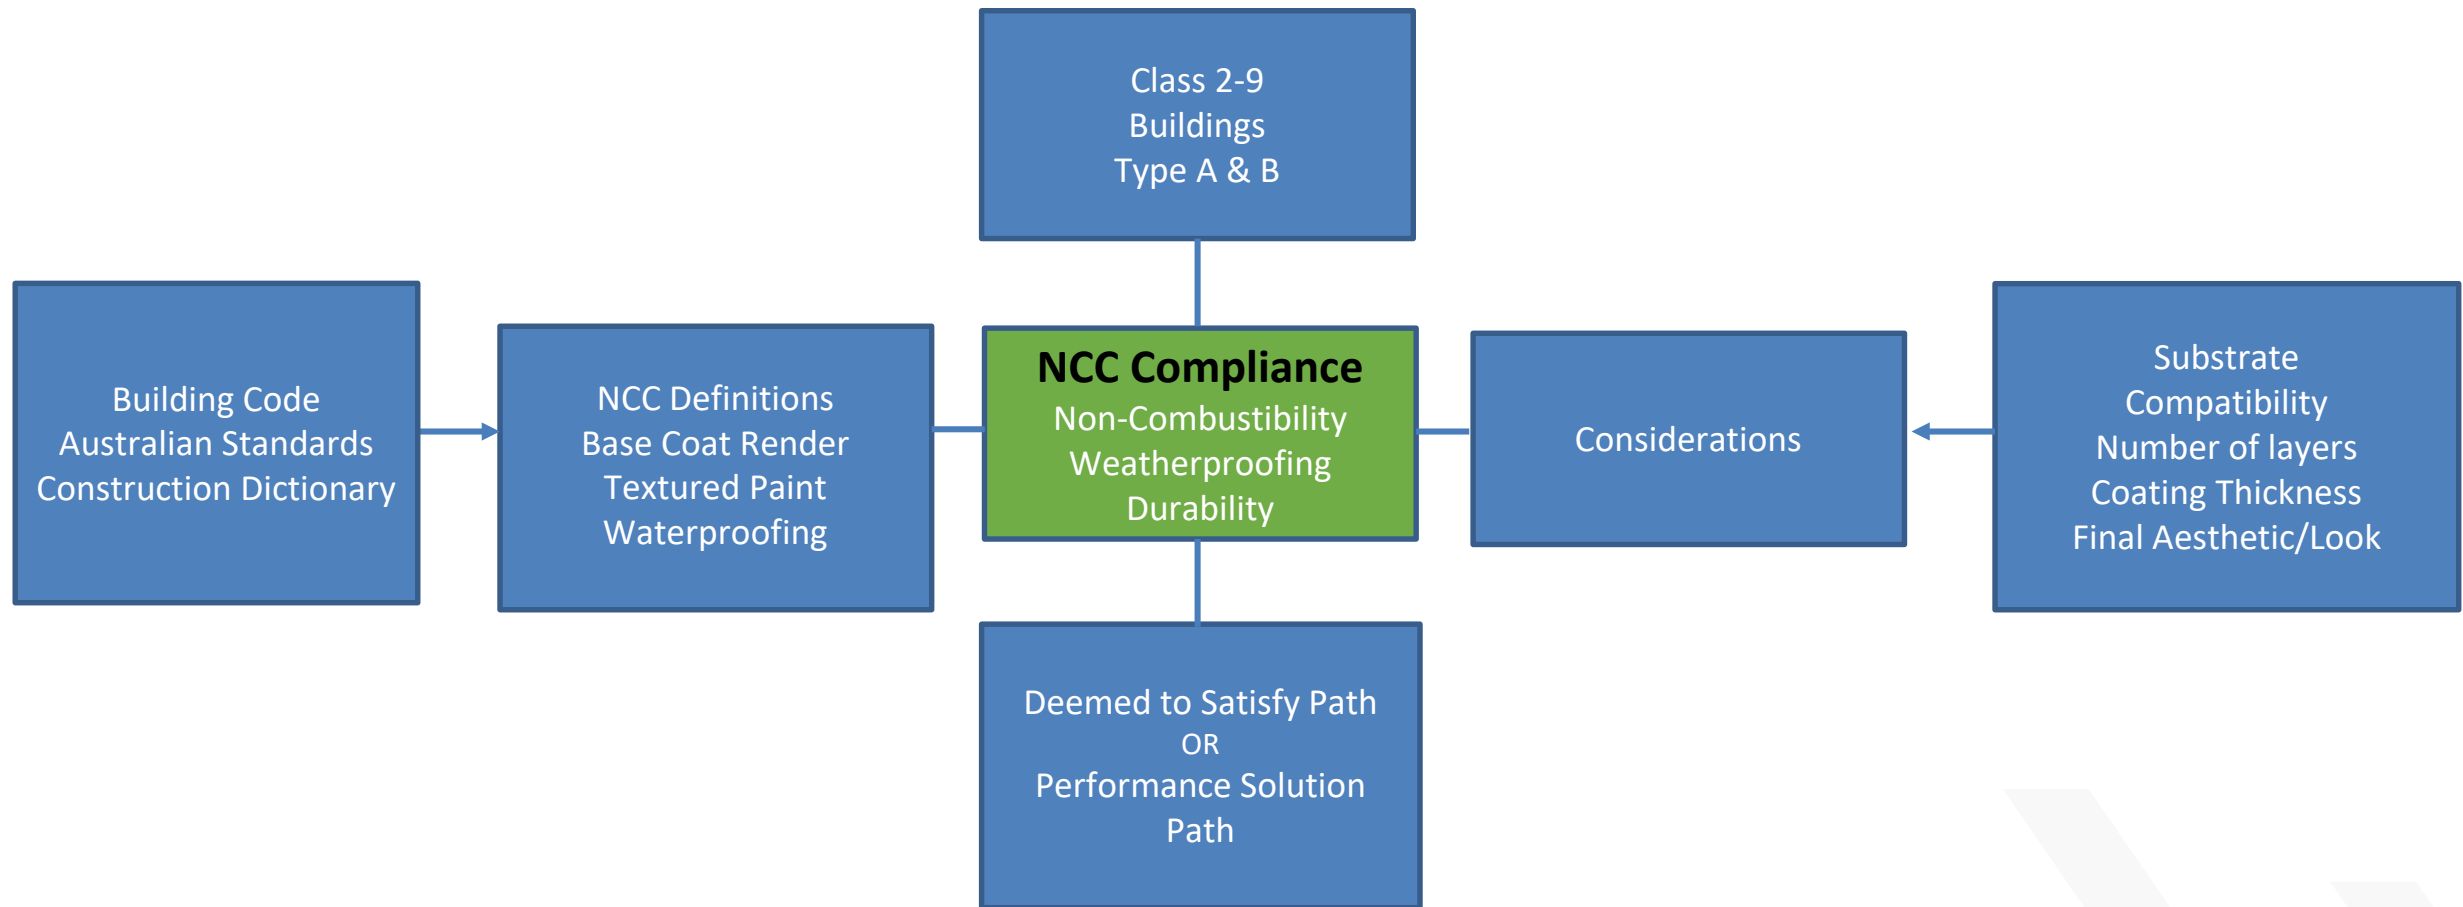 Class 2-9
Buildings
Type A & B
Building Code
Australian Standards
Construction Dictionary
NCC Definitions
Base Coat Render
Textured Paint
Waterproofing
NCC Compliance
Non-Combustibility
Weatherproofing
Durability
Considerations
Substrate
Compatibility
Number of layers
Coating Thickness
Final Aesthetic/Look
Deemed to Satisfy Path
OR
Performance Solution
Path